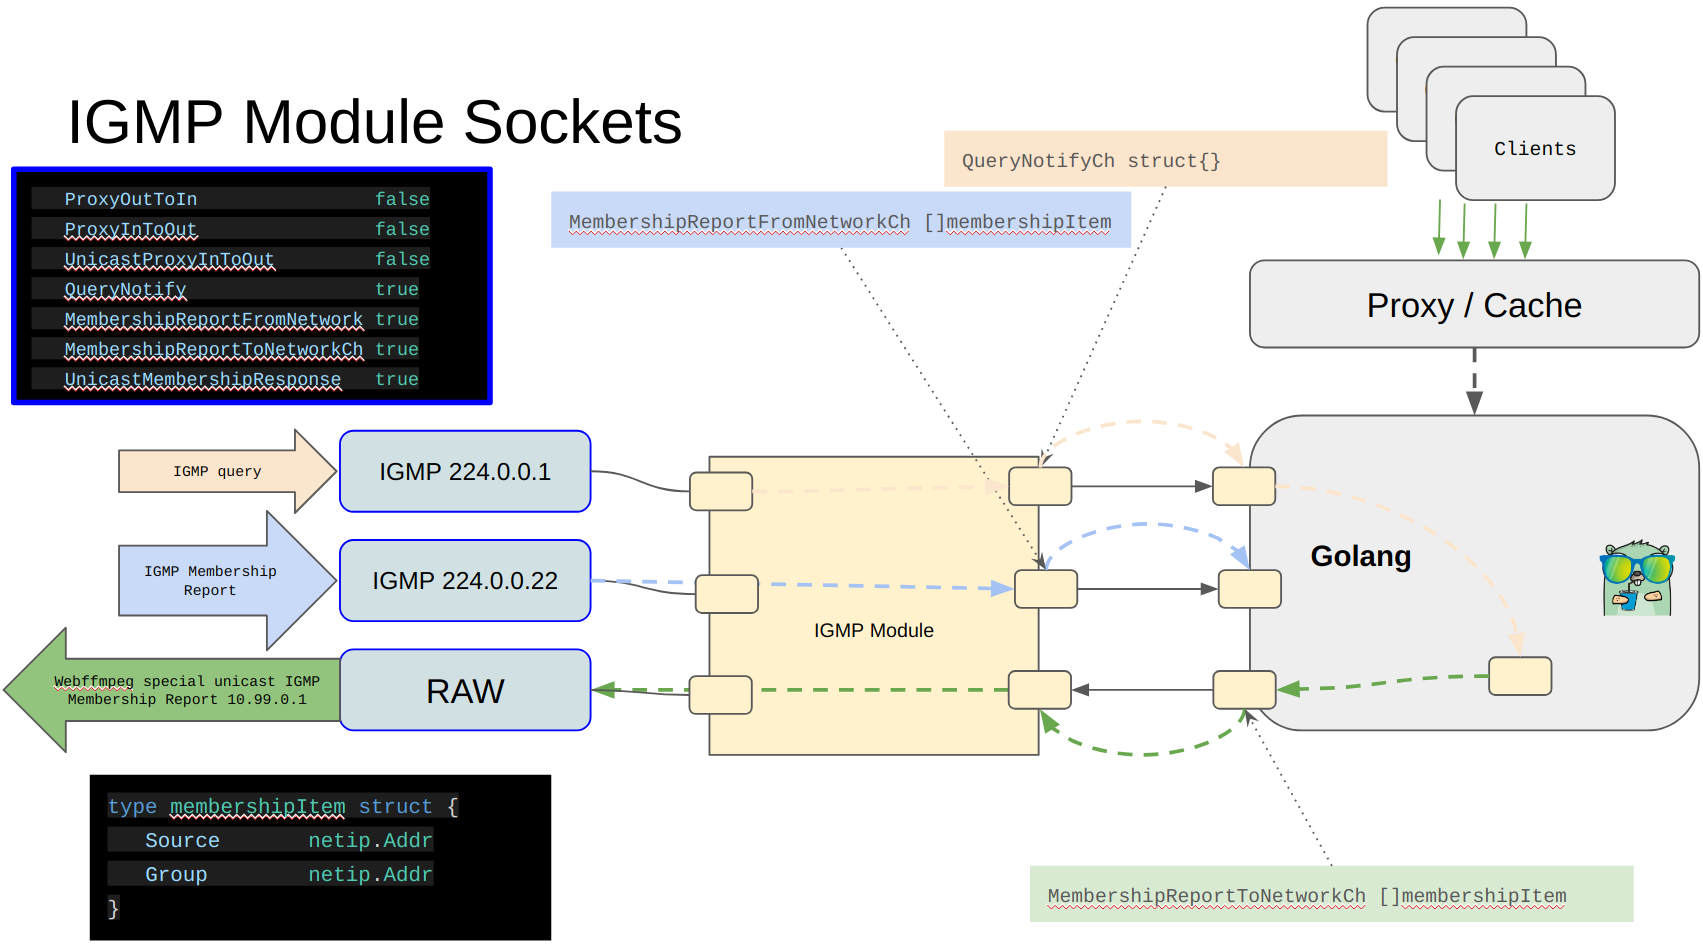 IGMP Module Sockets
ProxyOutToIn false
ProxyInToOut false
UnicastProxyInToOut false
QueryNotify true
MembershipReportFromNetwork true
MembershipReportToNetworkCh true
UnicastMembershipResponse true
QueryNotifyCh struct{}
MembershipReportFromNetworkCh []membershipItem
Clients
Proxy / Cache
IGMP query
IGMP 224.0.0.1
IGMP Membership
Report
IGMP 224.0.0.22
Webffmpeg special unicast IGMP
Membership Report 10.99.0.1
RAW
IGMP Module
Golang
type membershipItem struct {
Source netip.Addr
Group netip.Addr
}
MembershipReportToNetworkCh []membershipItem